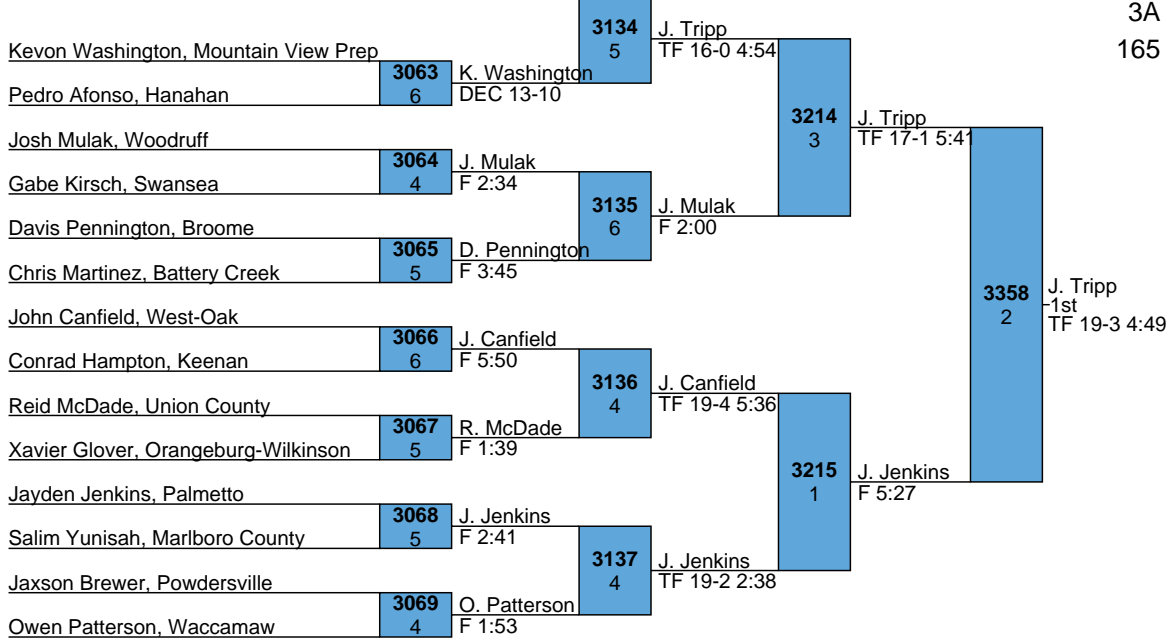 3A
165
Kevon Washington, Mountain View Prep
Pedro Afonso, Hanahan
Josh Mulak, Woodruff
Gabe Kirsch, Swansea
Davis Pennington, Broome
Chris Martinez, Battery Creek
John Canfield, West-Oak
Conrad Hampton, Keenan
Reid McDade, Union County
Xavier Glover, Orangeburg-Wilkinson
Jayden Jenkins, Palmetto
Salim Yunisah, Marlboro County
Jaxson Brewer, Powdersville
Owen Patterson, Waccamaw
3063
6
K. Washington
DEC 13-10
3064
4
J. Mulak
F 2:34
3065
5
D. Pennington
F 3:45
3066
6
J. Canfield
F 5:50
3067
5
R. McDade
F 1:39
3068
5
J. Jenkins
F 2:41
3069
4
O. Patterson
F 1:53
3134
5
J. Tripp
TF 16-0 4:54
3135
6
J. Mulak
F 2:00
3136
4
J. Canfield
TF 19-4 5:36
3137
4
J. Jenkins
TF 19-2 2:38
3214
3
J. Tripp
TF 17-1 5:41
3215
1
J. Jenkins
F 5:27
3358
2
J. Tripp
1st
TF 19-3 4:49